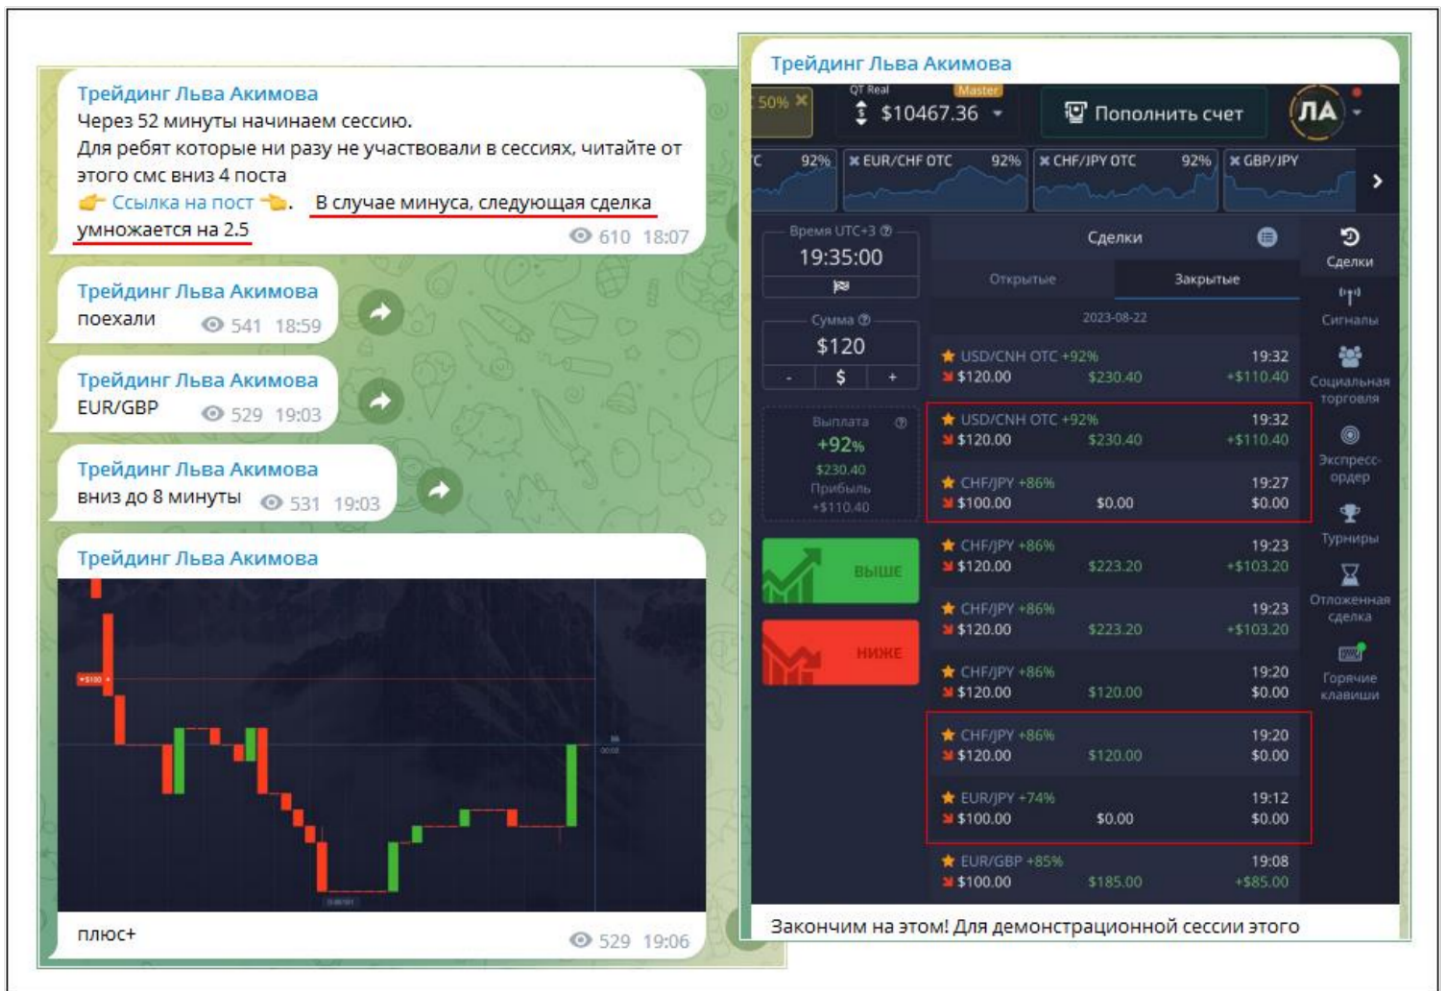 Трейдинг Льва Акимова
Через 52 минуты начинаем сессию.
Для ребят которые ни разу не участвовали в сессиях, читайте от
этого смс вниз 4 поста
👉 Ссылка на пост 👈. В случае минуса, следующая сделка
умножается на 2.5
610 18:07
Трейдинг Льва Акимова
поехали
541 18:59
Трейдинг Льва Акимова
EUR/GBP
529 19:03
Трейдинг Льва Акимова
вниз до 8 минуты
531 19:03
Трейдинг Льва Акимова
$100
плюс+
529 19:06
Трейдинг Льва Акимова
50%
QT Real
Master
$10467.36
Пополнить счет
ЛА
92%
EUR/CHF OTC 92%
CHF/JPY OTC 92%
GBP/JPY
Время UTC+3
19:35:00
Сумма
$120
- $ +
Выплата
+92%
$230.40
Прибыль
+$110.40
ВЫШЕ
НИЖЕ
Сделки
Открытые Закрытые
2023-08-22
USD/CNH OTC +92% 19:32
$120.00 $230.40 +$110.40
USD/CNH OTC +92% 19:32
$120.00 $230.40 +$110.40
CHF/JPY +86% 19:27
$100.00 $0.00 $0.00
CHF/JPY +86% 19:23
$120.00 $223.20 +$103.20
CHF/JPY +86% 19:23
$120.00 $223.20 +$103.20
CHF/JPY +86% 19:20
$120.00 $120.00 $0.00
CHF/JPY +86% 19:20
$120.00 $120.00 $0.00
EUR/JPY +74% 19:12
$100.00 $0.00 $0.00
EUR/GBP +85% 19:08
$100.00 $185.00 +$85.00
Сделки
Сигналы
Социальная
торговля
Экспресс-
ордер
Турниры
Отложенная
сделка
Горячие
клавиши
Закончим на этом! Для демонстрационной сессии этого